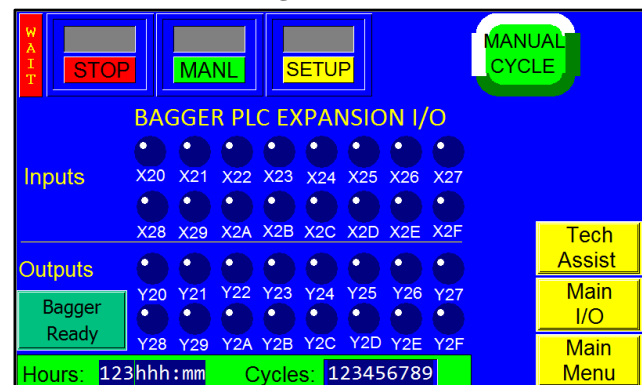 WAIT
STOP MANL SETUP
MANUAL
CYCLE
BAGGER PLC EXPANSION I/O
Inputs
X20 X21 X22 X23 X24 X25 X26 X27
X28 X29 X2A X2B X2C X2D X2E X2F
Outputs
Y20 Y21 Y22 Y23 Y24 Y25 Y26 Y27
Y28 Y29 Y2A Y2B Y2C Y2D Y2E Y2F
Bagger
Ready
Tech
Assist
Main
I/O
Main
Menu
Hours: 123hhh:mm Cycles: 123456789